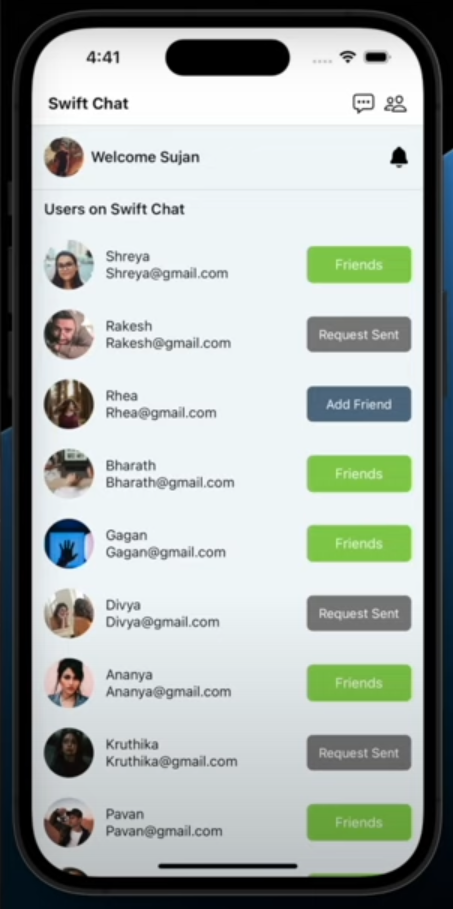 4:41
Swift Chat
Welcome Sujan
Users on Swift Chat
Shreya
Shreya@gmail.com
Friends
Rakesh
Rakesh@gmail.com
Request Sent
Rhea
Rhea@gmail.com
Add Friend
Bharath
Bharath@gmail.com
Friends
Gagan
Gagan@gmail.com
Friends
Divya
Divya@gmail.com
Request Sent
Ananya
Ananya@gmail.com
Friends
Kruthika
Kruthika@gmail.com
Request Sent
Pavan
Pavan@gmail.com
Friends